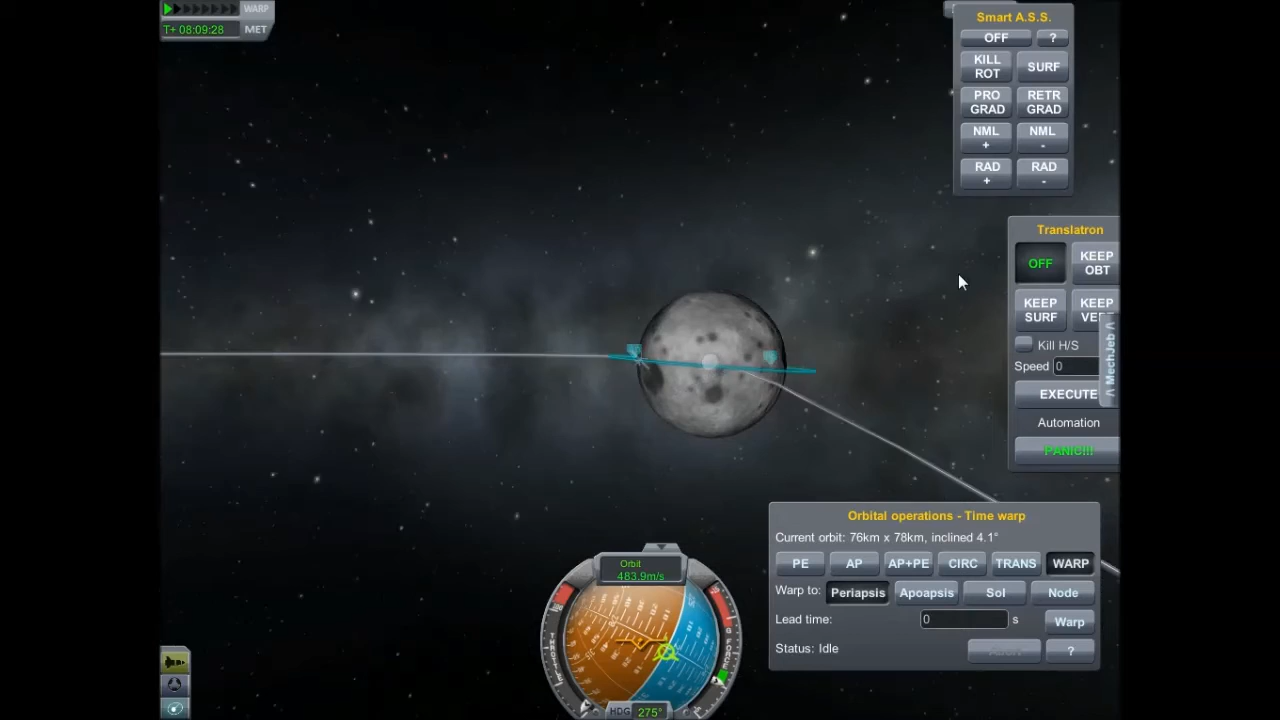 WARP
T+ 08:09:28 MET
Smart A.S.S.
OFF ?
KILL ROT SURF
PRO GRAD RETR GRAD
NML + NML -
RAD + RAD -
Translatron
OFF KEEP OBT
KEEP SURF KEEP
Kill H/S
Speed 0
EXECUTE
Automation
PANIC!!!
∧ MechJeb ∧
Orbital operations - Time warp
Current orbit: 76km x 78km, inclined 4.1°
PE AP AP+PE CIRC TRANS WARP
Warp to: Periapsis Apoapsis SoI Node
Lead time: 0 s Warp
Status: Idle Abort ?
Orbit
483.9m/s
HDG 275°